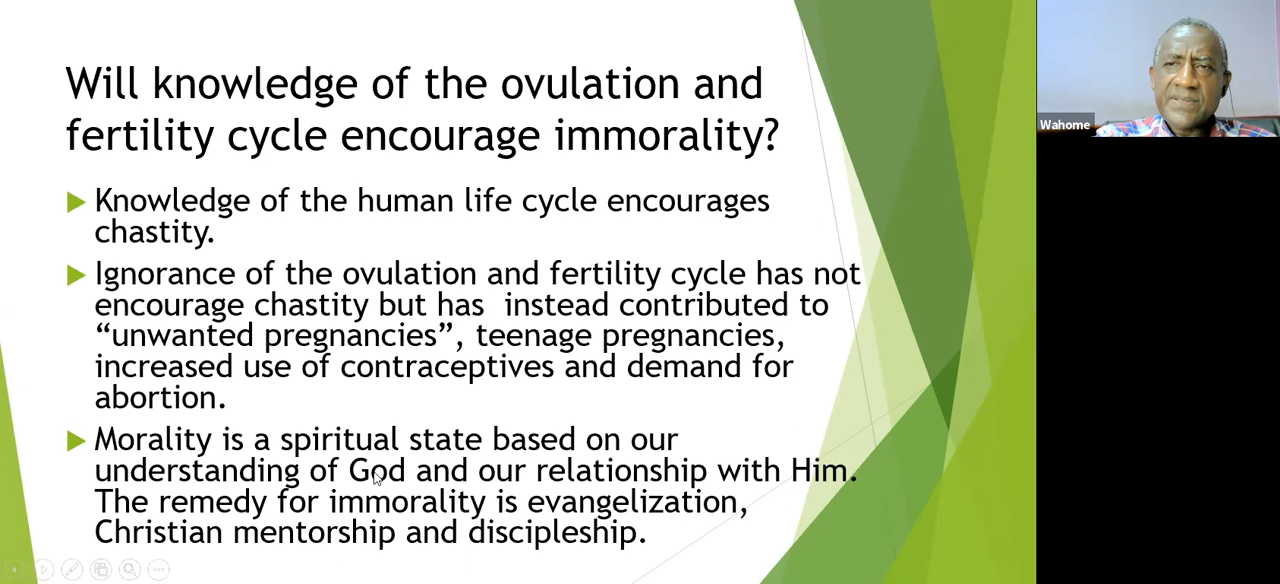 Will knowledge of the ovulation and
fertility cycle encourage immorality?
Knowledge of the human life cycle encourages
chastity.
Ignorance of the ovulation and fertility cycle has not
encourage chastity but has instead contributed to
“unwanted pregnancies”, teenage pregnancies,
increased use of contraceptives and demand for
abortion.
Morality is a spiritual state based on our
understanding of God and our relationship with Him.
The remedy for immorality is evangelization,
Christian mentorship and discipleship.
Wahome